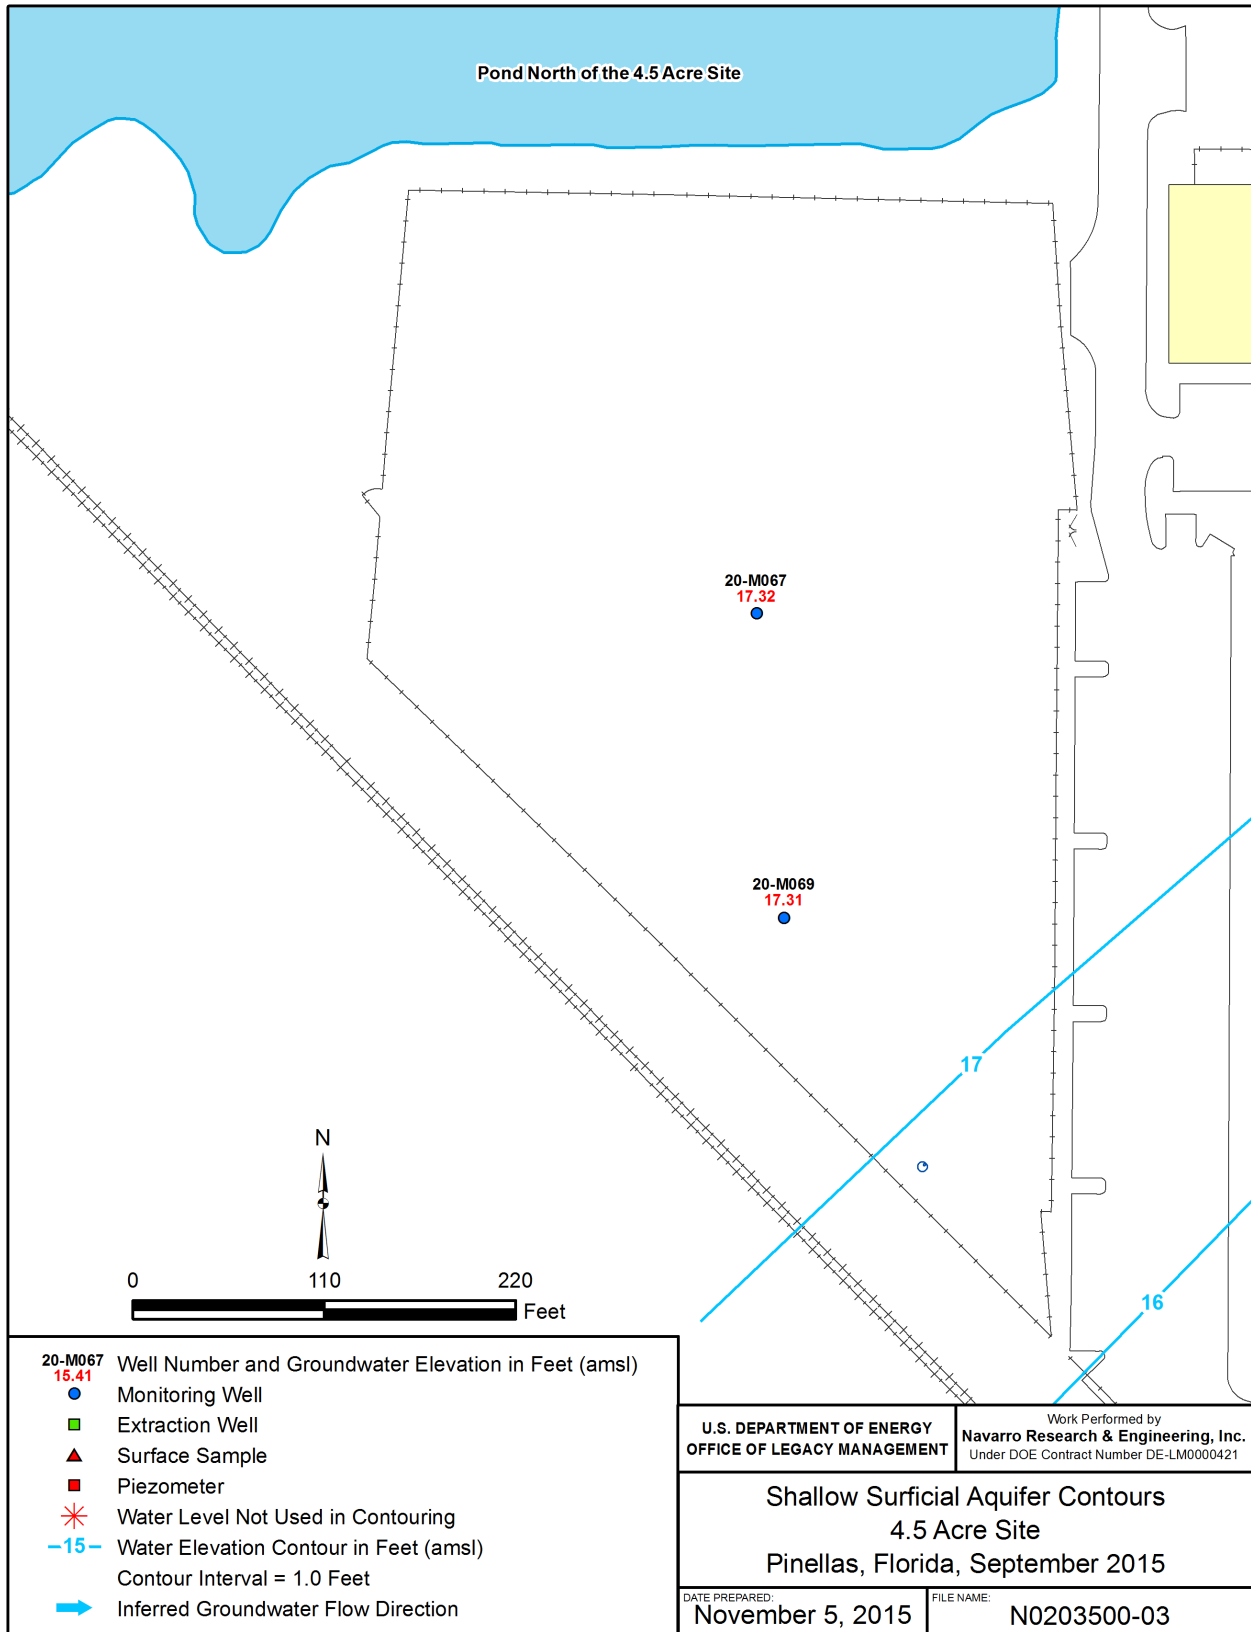 Pond North of the 4.5 Acre Site
20-M067
17.32
20-M069
17.31
17
16
N
0 110 220
Feet
20-M067
15.41
Well Number and Groundwater Elevation in Feet (amsl)
Monitoring Well
Extraction Well
Surface Sample
Piezometer
Water Level Not Used in Contouring
15
Water Elevation Contour in Feet (amsl)
Contour Interval = 1.0 Feet
Inferred Groundwater Flow Direction
U.S. DEPARTMENT OF ENERGY
OFFICE OF LEGACY MANAGEMENT
Work Performed by
Navarro Research & Engineering, Inc.
Under DOE Contract Number DE-LM0000421
Shallow Surficial Aquifer Contours
4.5 Acre Site
Pinellas, Florida, September 2015
DATE PREPARED:
November 5, 2015
FILE NAME:
N0203500-03